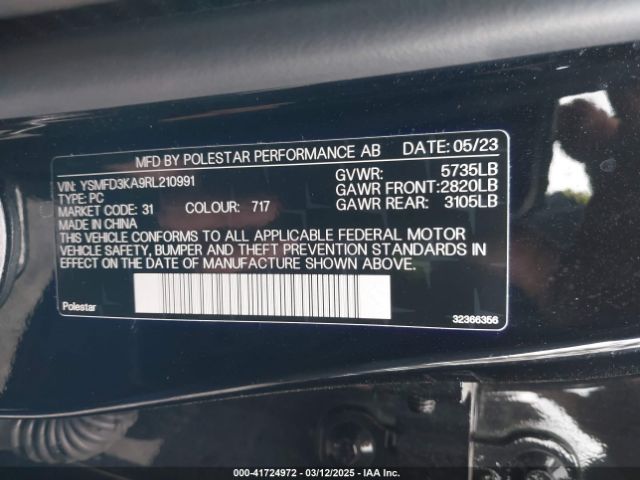 MFD BY POLESTAR PERFORMANCE AB DATE: 05/23
VIN: YSMFD3KA9RL210991 GVWR: 5735LB
TYPE: PC GAWR FRONT: 2820LB
MARKET CODE: 31 COLOUR: 717 GAWR REAR: 3105LB
MADE IN CHINA
THIS VEHICLE CONFORMS TO ALL APPLICABLE FEDERAL MOTOR
VEHICLE SAFETY, BUMPER AND THEFT PREVENTION STANDARDS IN
EFFECT ON THE DATE OF MANUFACTURE SHOWN ABOVE.
Polestar 32366356
000-41724972 - 03/12/2025 - IAA Inc.